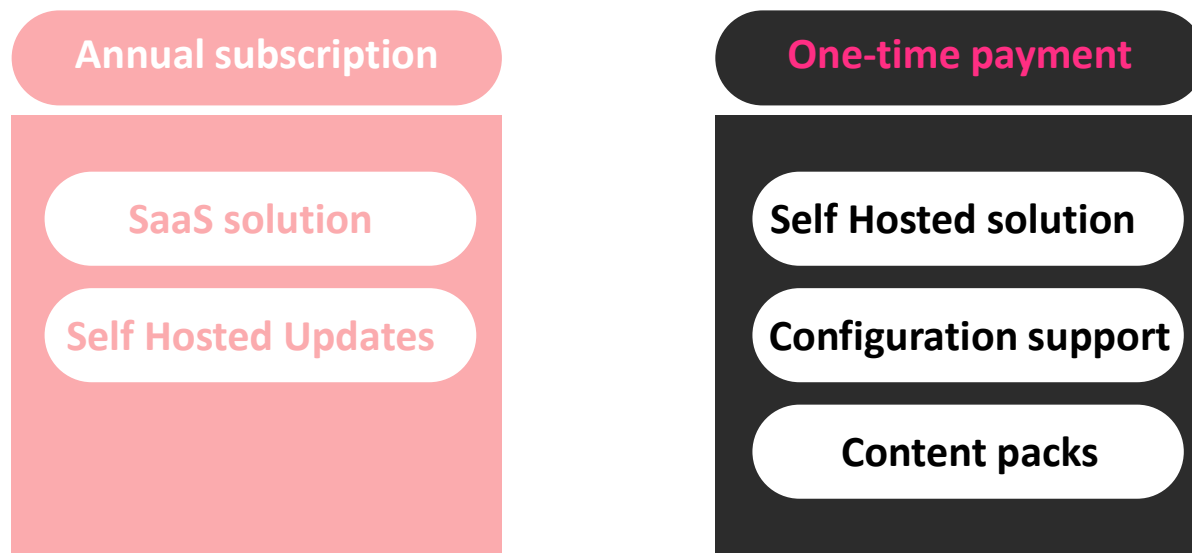 Annual subscription
SaaS solution
Self Hosted Updates
One-time payment
Self Hosted solution
Configuration support
Content packs